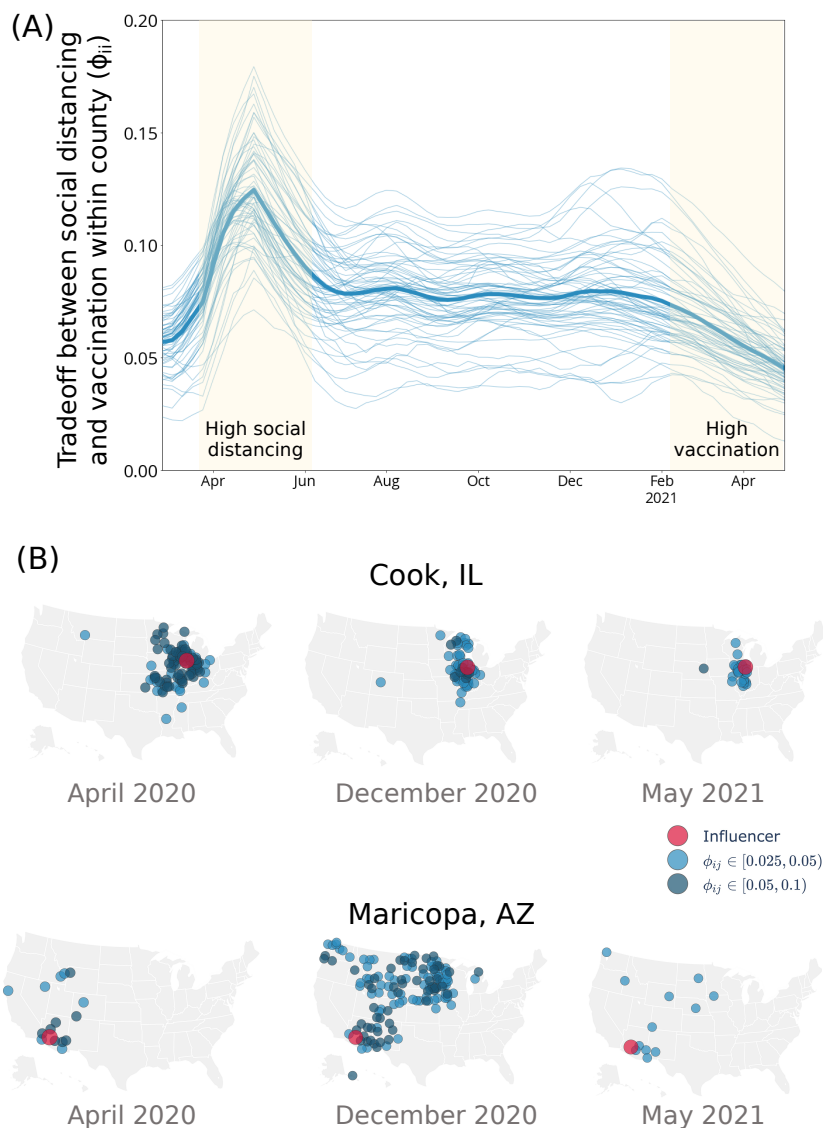 (A)
Tradeoff between social distancing
and vaccination within county (ϕii)
0.20
0.15
0.10
0.05
0.00
High social
distancing
High
vaccination
Apr
Jun
Aug
Oct
Dec
Feb
2021
Apr
(B)
Cook, IL
April 2020
December 2020
May 2021
Influencer
ϕij ∈ [0.025, 0.05)
ϕij ∈ [0.05, 0.1)
Maricopa, AZ
April 2020
December 2020
May 2021